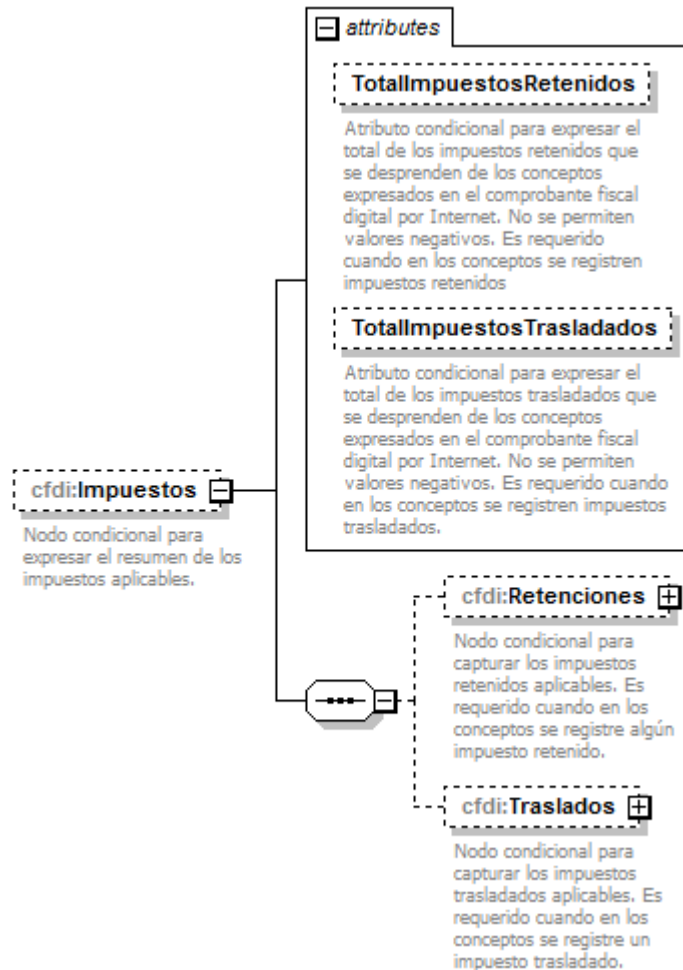 attributes
TotalImpuestosRetenidos
Atributo condicional para expresar el
total de los impuestos retenidos que
se desprenden de los conceptos
expresados en el comprobante fiscal
digital por Internet. No se permiten
valores negativos. Es requerido
cuando en los conceptos se registren
impuestos retenidos
TotalImpuestosTrasladados
Atributo condicional para expresar el
total de los impuestos trasladados que
se desprenden de los conceptos
expresados en el comprobante fiscal
digital por Internet. No se permiten
valores negativos. Es requerido cuando
en los conceptos se registren impuestos
trasladados.
cfdi:Impuestos
Nodo condicional para
expresar el resumen de los
impuestos aplicables.
cfdi:Retenciones
Nodo condicional para
capturar los impuestos
retenidos aplicables. Es
requerido cuando en los
conceptos se registre algún
impuesto retenido.
cfdi:Traslados
Nodo condicional para
capturar los impuestos
trasladados aplicables. Es
requerido cuando en los
conceptos se registre un
impuesto trasladado.